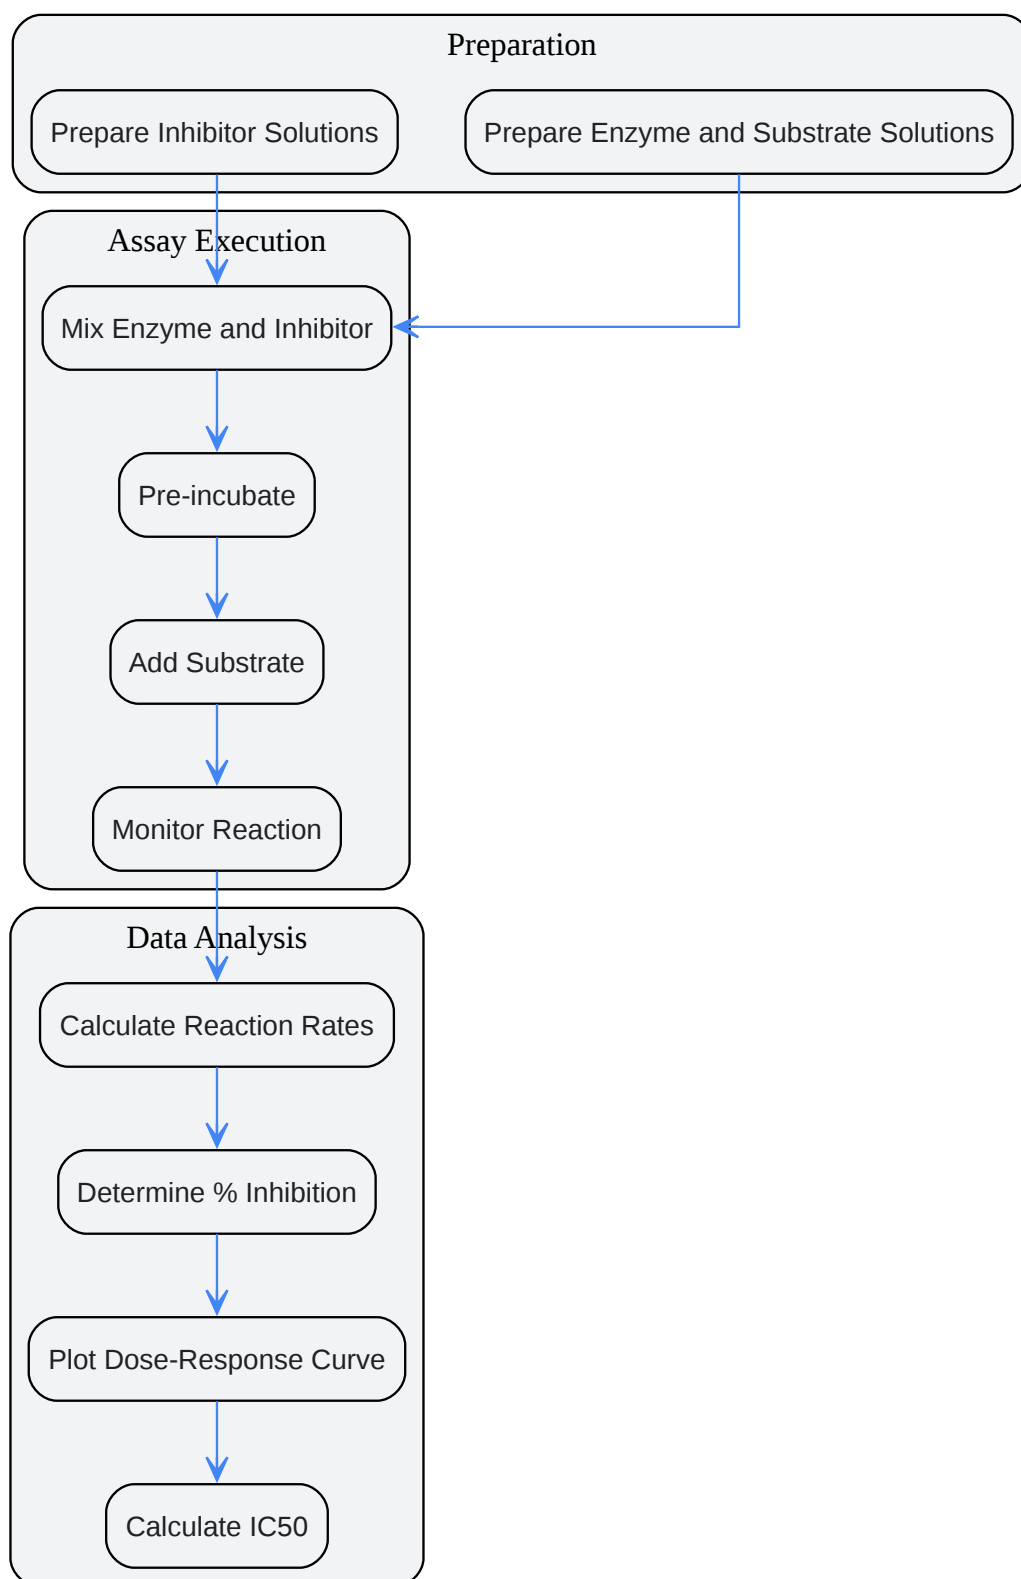 Preparation
Prepare Inhibitor Solutions
Prepare Enzyme and Substrate Solutions
Assay Execution
Mix Enzyme and Inhibitor
Pre-incubate
Add Substrate
Monitor Reaction
Data Analysis
Calculate Reaction Rates
Determine % Inhibition
Plot Dose-Response Curve
Calculate IC50